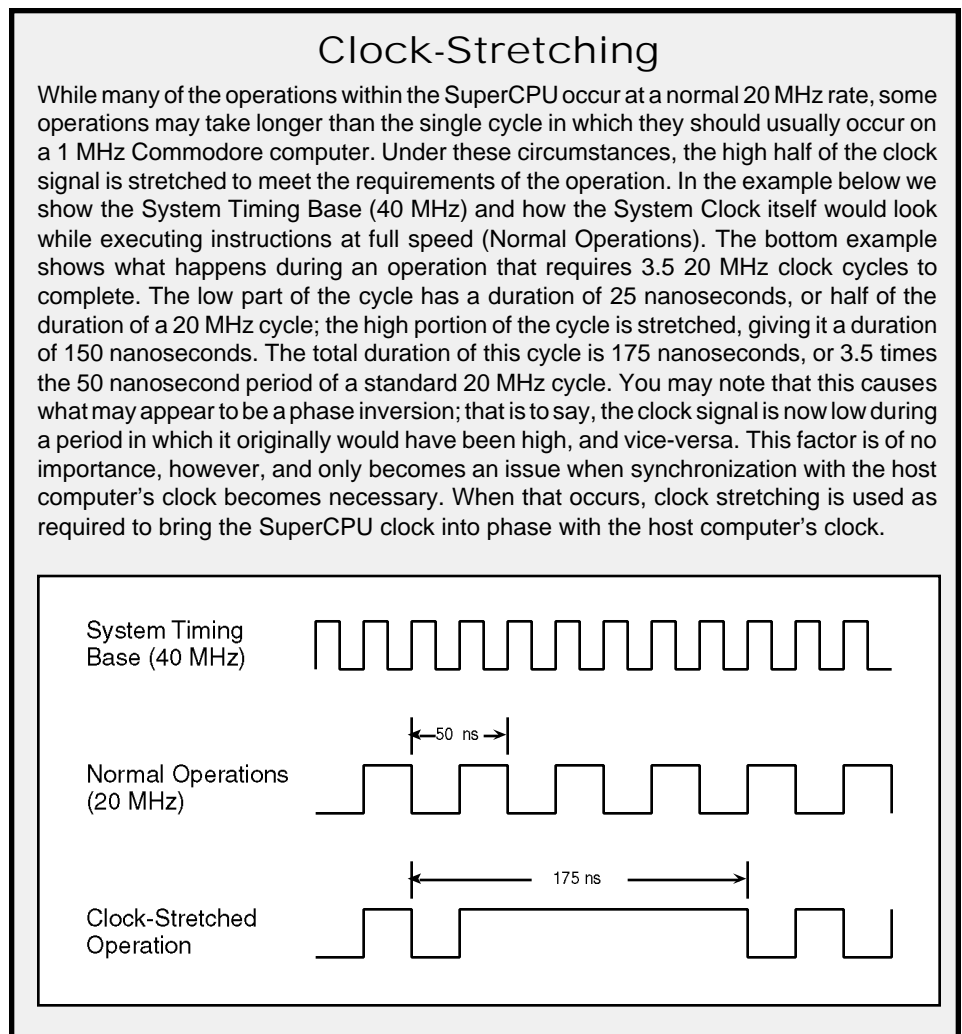 Clock-Stretching
While many of the operations within the SuperCPU occur at a normal 20 MHz rate, some
operations may take longer than the single cycle in which they should usually occur on
a 1 MHz Commodore computer. Under these circumstances, the high half of the clock
signal is stretched to meet the requirements of the operation. In the example below we
show the System Timing Base (40 MHz) and how the System Clock itself would look
while executing instructions at full speed (Normal Operations). The bottom example
shows what happens during an operation that requires 3.5 20 MHz clock cycles to
complete. The low part of the cycle has a duration of 25 nanoseconds, or half of the
duration of a 20 MHz cycle; the high portion of the cycle is stretched, giving it a duration
of 150 nanoseconds. The total duration of this cycle is 175 nanoseconds, or 3.5 times
the 50 nanosecond period of a standard 20 MHz cycle. You may note that this causes
what may appear to be a phase inversion; that is to say, the clock signal is now low during
a period in which it originally would have been high, and vice-versa. This factor is of no
importance, however, and only becomes an issue when synchronization with the host
computer's clock becomes necessary. When that occurs, clock stretching is used as
required to bring the SuperCPU clock into phase with the host computer's clock.
System Timing
Base (40 MHz)
50 ns
Normal Operations
(20 MHz)
175 ns
Clock-Stretched
Operation